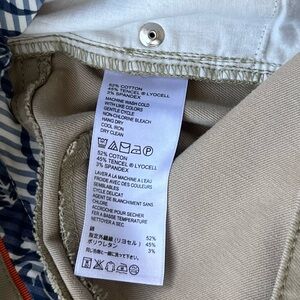 52% COTTON
45% TENCEL® LYOCELL
3% SPANDEX
MACHINE WASH COLD
WITH LIKE COLORS
GENTLE CYCLE
NON-CHLORINE BLEACH
HANG DRY
COOL IRON
DRY CLEAN
52% COTON
45% TENCEL® LYOCELL
3% SPANDEX
LAVER A LA MACHINE A L'EAU
FROIDE AVEC COULEURS
SEMBLABLES
CYCLE DELICAT
AGENT DE BLANCHIMENT SANS
CHLORE
ACCROCHE POUR SECHER
FER A BASSE TEMPERATURE
NETTOYER A SEC
綿 52%
指定外繊維(リヨセル) 45%
ポリウレタン 3%